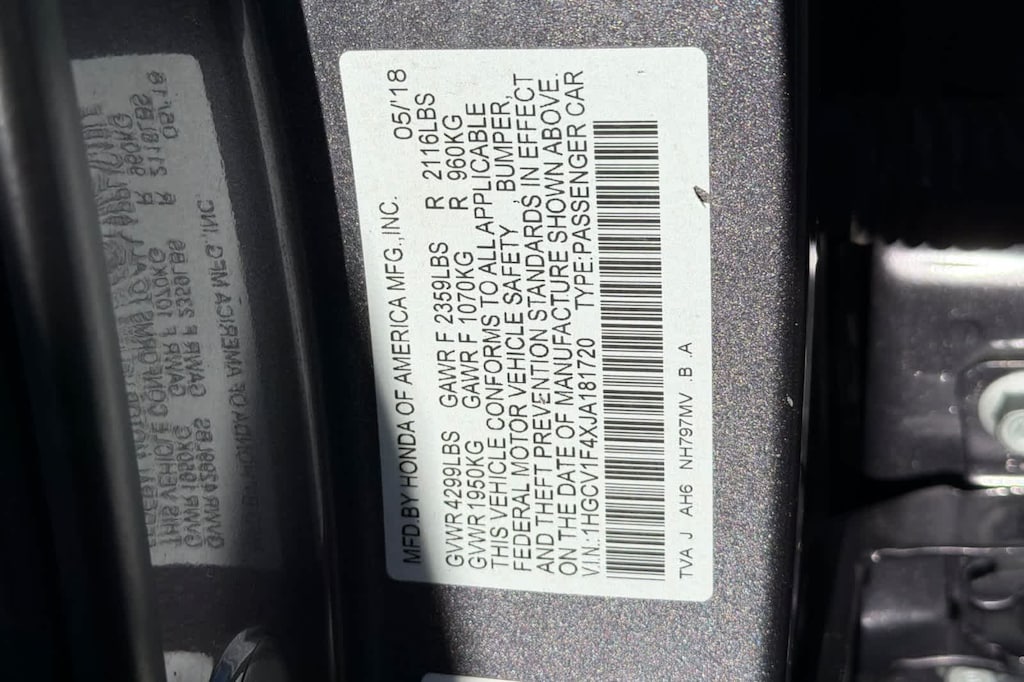 MFD.BY HONDA OF AMERICA MFG.,INC. 05/18
GVWR 4299LBS GAWR F 2359LBS R 2116LBS
GVWR 1950KG GAWR F 1070KG R 960KG
THIS VEHICLE CONFORMS TO ALL APPLICABLE
FEDERAL MOTOR VEHICLE SAFETY, BUMPER,
AND THEFT PREVENTION STANDARDS IN EFFECT
ON THE DATE OF MANUFACTURE SHOWN ABOVE.
V.I.N.:1HGCV1F4XJA181720 TYPE:PASSENGER CAR
TVA J AH6 NH797MV .B .A